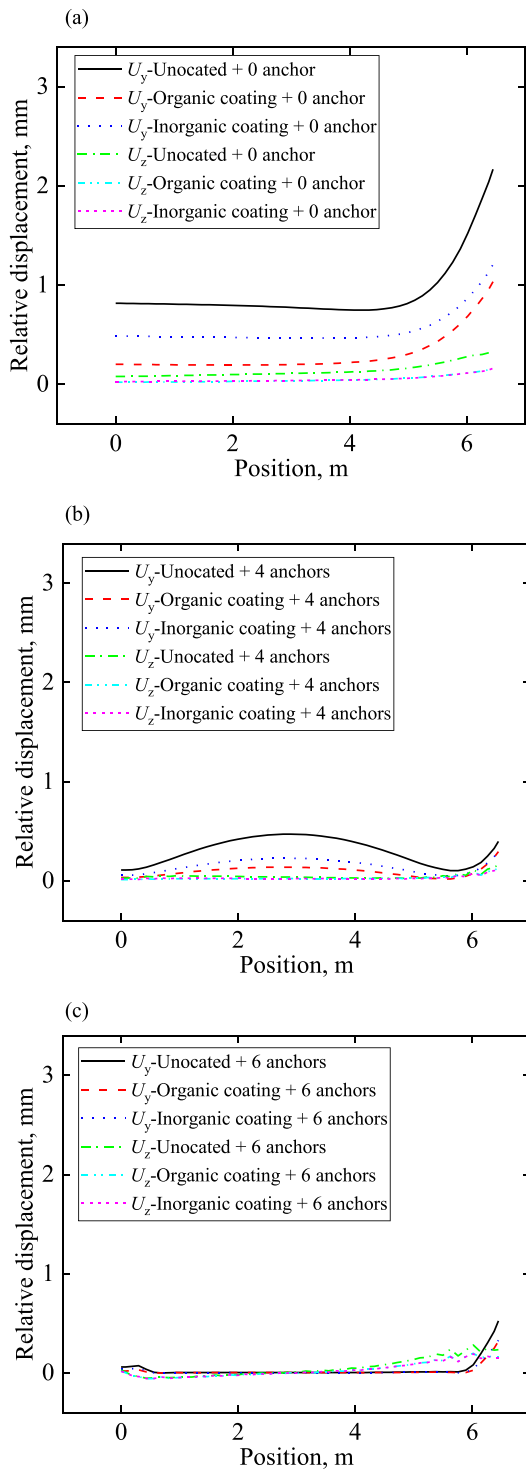 (a)
3
2
1
0
Relative displacement, mm
Uy-Unocated + 0 anchor
Uy-Organic coating + 0 anchor
Uy-Inorganic coating + 0 anchor
Uz-Unocated + 0 anchor
Uz-Organic coating + 0 anchor
Uz-Inorganic coating + 0 anchor
0 2 4 6
Position, m
(b)
3
2
1
0
Relative displacement, mm
Uy-Unocated + 4 anchors
Uy-Organic coating + 4 anchors
Uy-Inorganic coating + 4 anchors
Uz-Unocated + 4 anchors
Uz-Organic coating + 4 anchors
Uz-Inorganic coating + 4 anchors
0 2 4 6
Position, m
(c)
3
2
1
0
Relative displacement, mm
Uy-Unocated + 6 anchors
Uy-Organic coating + 6 anchors
Uy-Inorganic coating + 6 anchors
Uz-Unocated + 6 anchors
Uz-Organic coating + 6 anchors
Uz-Inorganic coating + 6 anchors
0 2 4 6
Position, m